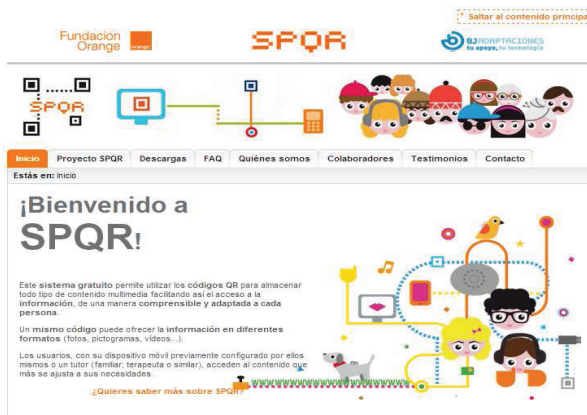 Saltar al contenido principa
Fundación
Orange
orange
SPQR
BJ ADAPTACIONES
tu apoyo, tu tecnología
SPQR
Inicio Proyecto SPQR Descargas FAQ Quiénes somos Colaboradores Testimonios Contacto
Estás en: Inicio
¡Bienvenido a
SPQR!
Este sistema gratuito permite utilizar los códigos QR para almacenar
todo tipo de contenido multimedia facilitando así el acceso a la
información, de una manera comprensible y adaptada a cada
persona.
Un mismo código puede ofrecer la información en diferentes
formatos (fotos, pictogramas, vídeos...).
Los usuarios, con su dispositivo móvil previamente configurado por ellos
mismos o un tutor (familiar, terapeuta o similar), acceden al contenido que
más se ajusta a sus necesidades.
¿Quieres saber más sobre SPQR?